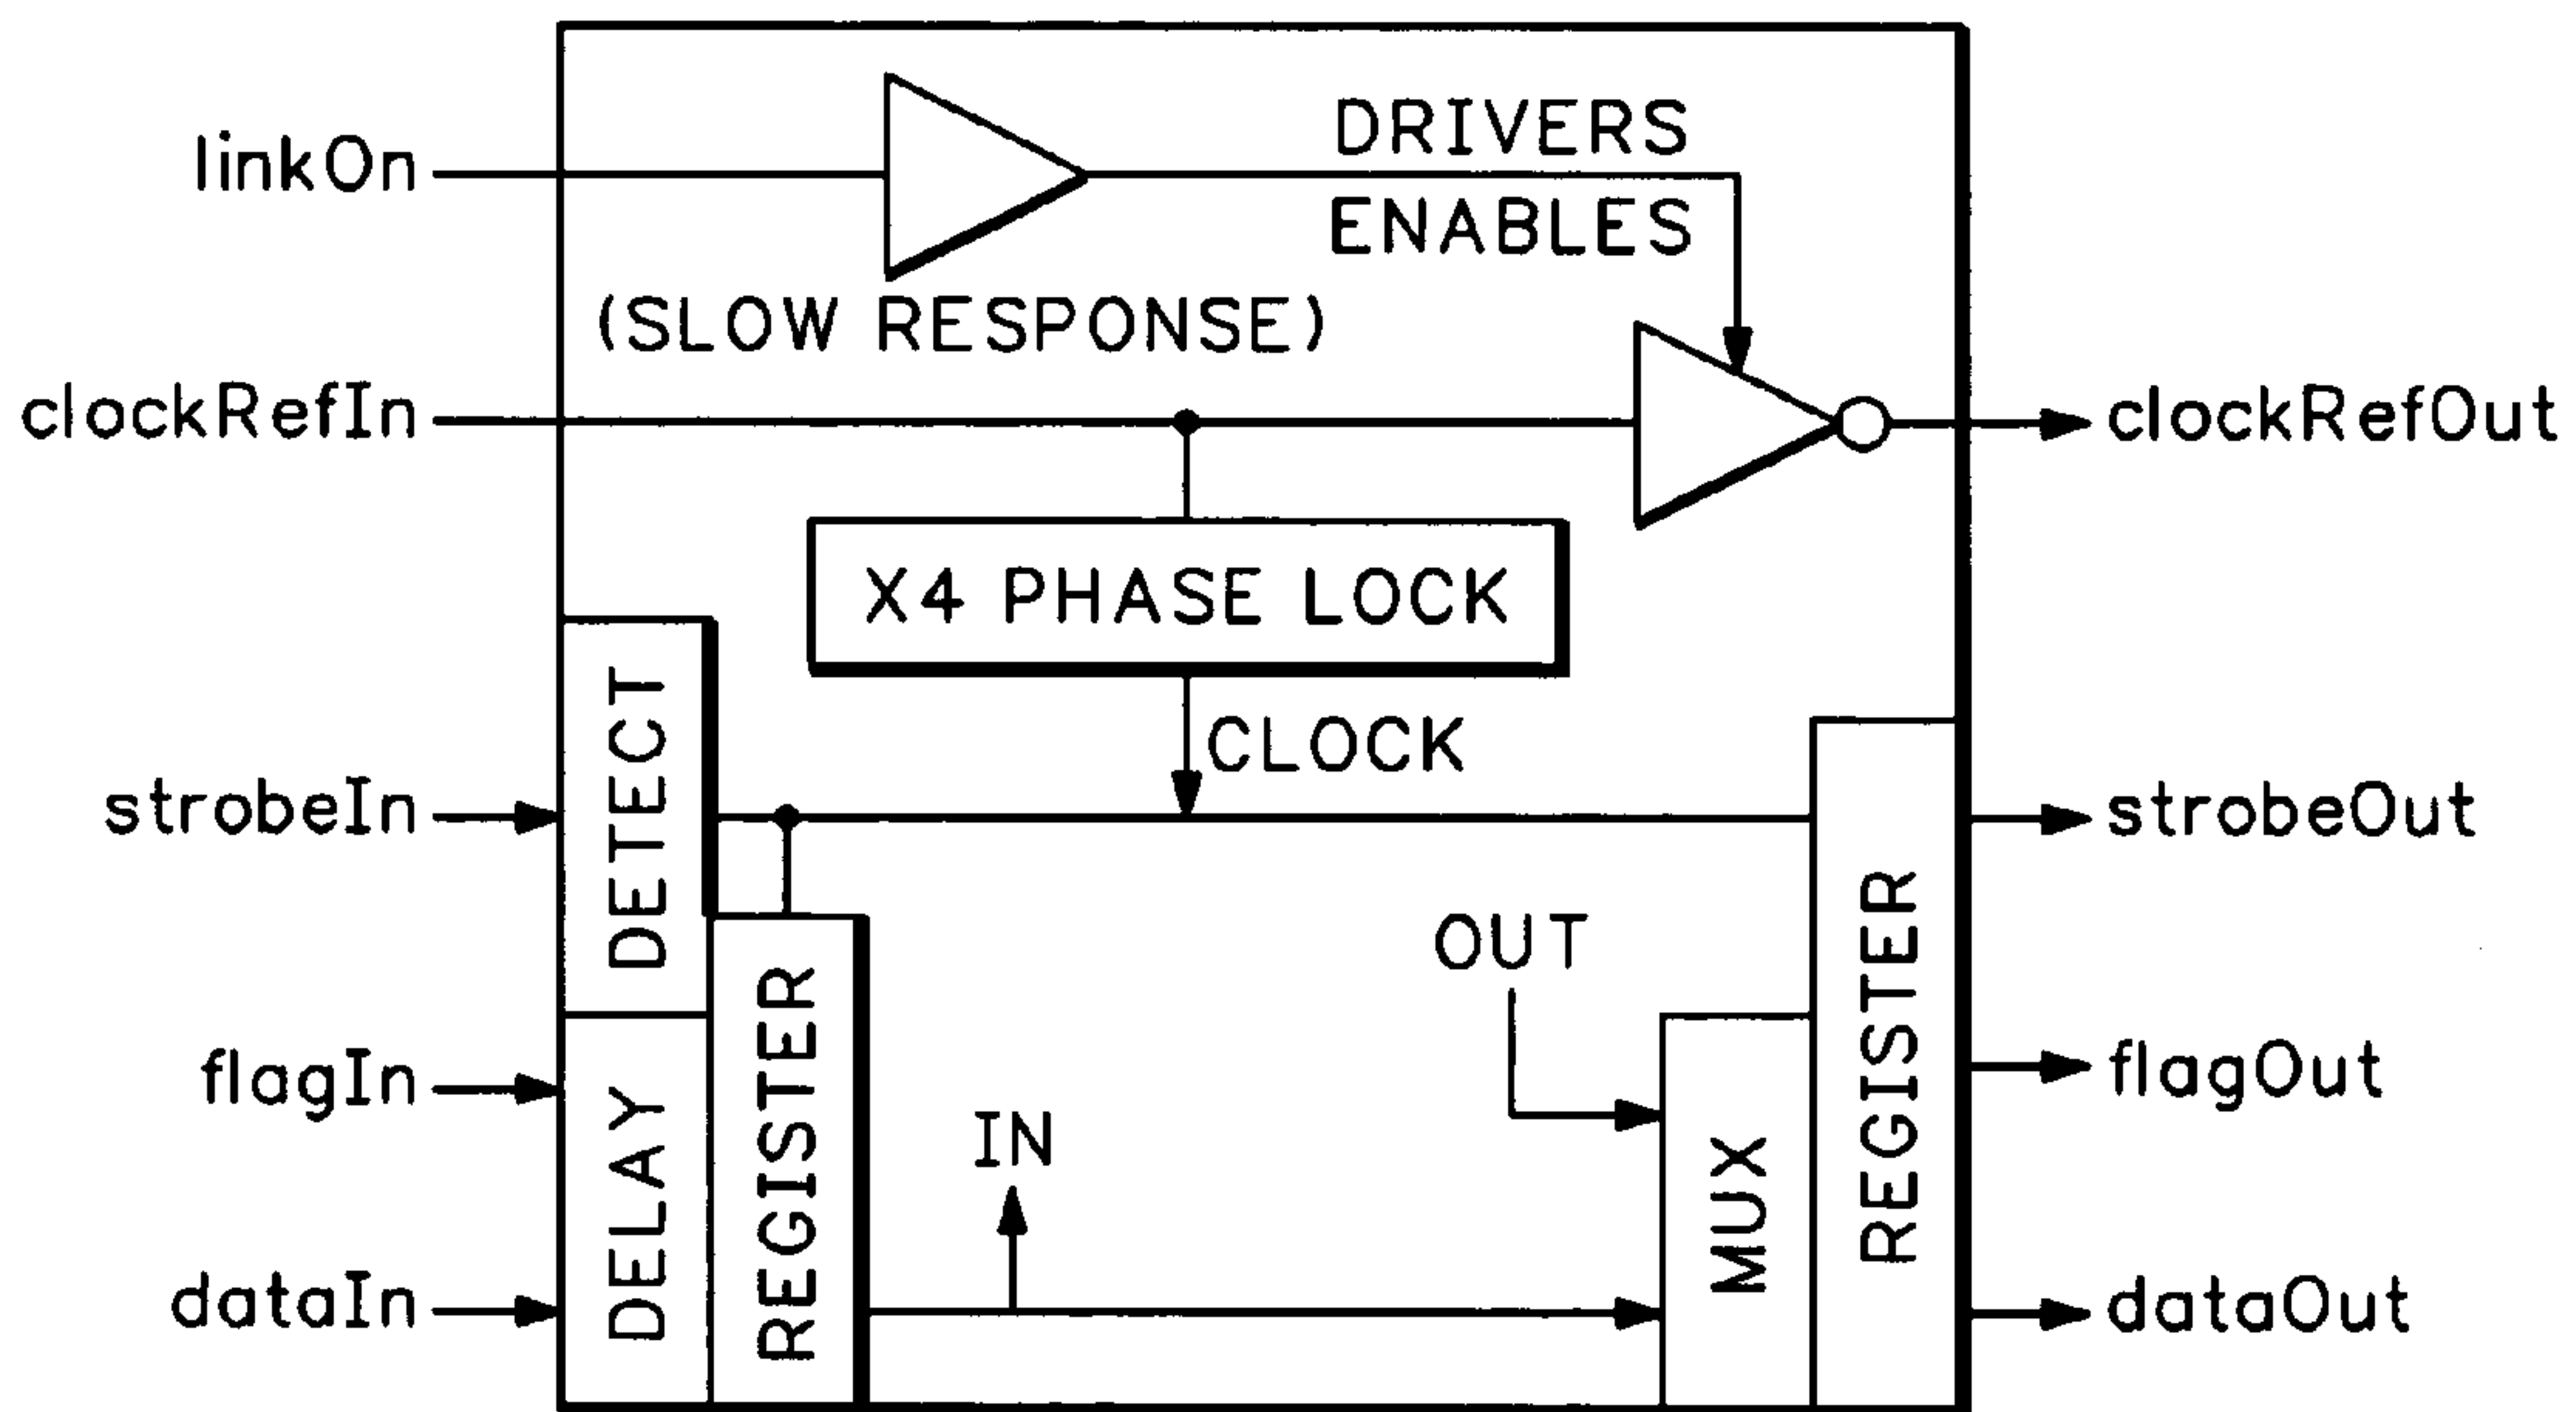 linkOn
DRIVERS
ENABLES
(SLOW RESPONSE)
clockRefIn
clockRefOut
X4 PHASE LOCK
CLOCK
DETECT
strobeIn
strobeOut
OUT
REGISTER
REGISTER
flagIn
flagOut
DELAY
IN
MUX
dataIn
dataOut